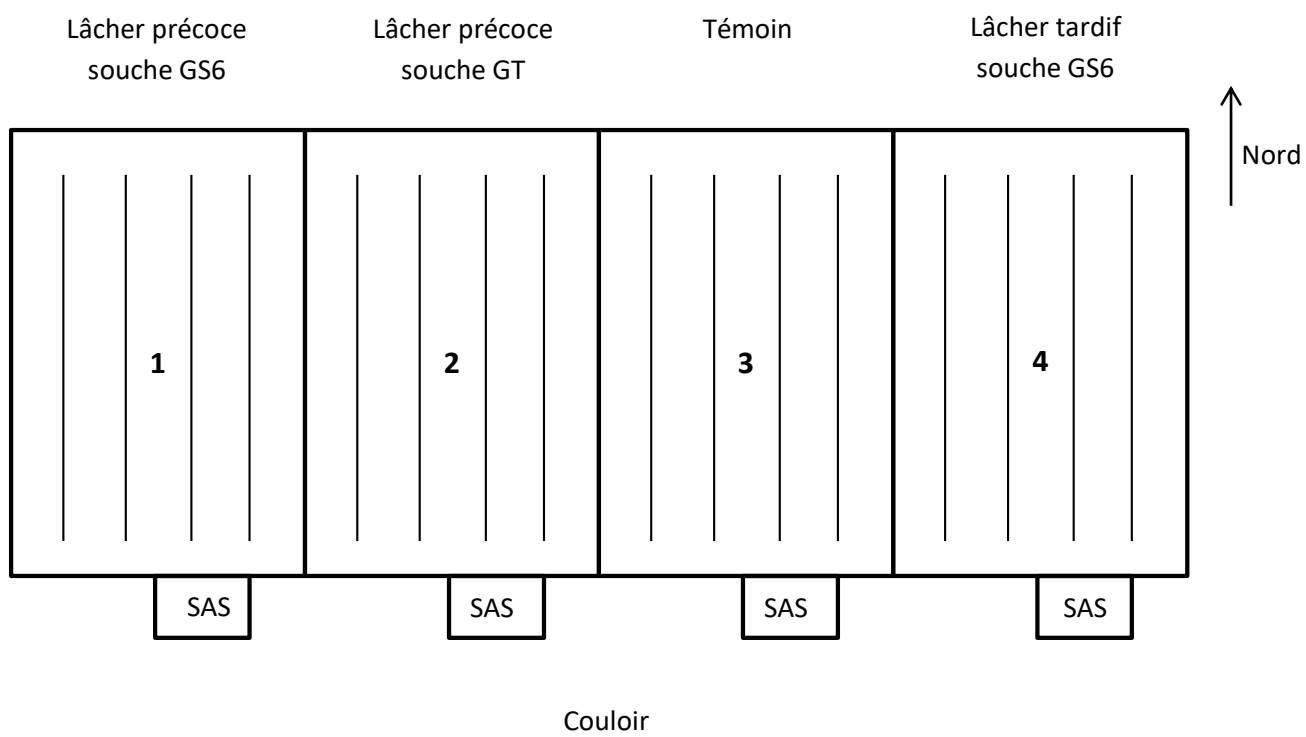 Lâcher précoce
souche GS6
Lâcher précoce
souche GT
Témoin
Lâcher tardif
souche GS6
Nord
1
2
3
4
SAS
SAS
SAS
SAS
Couloir